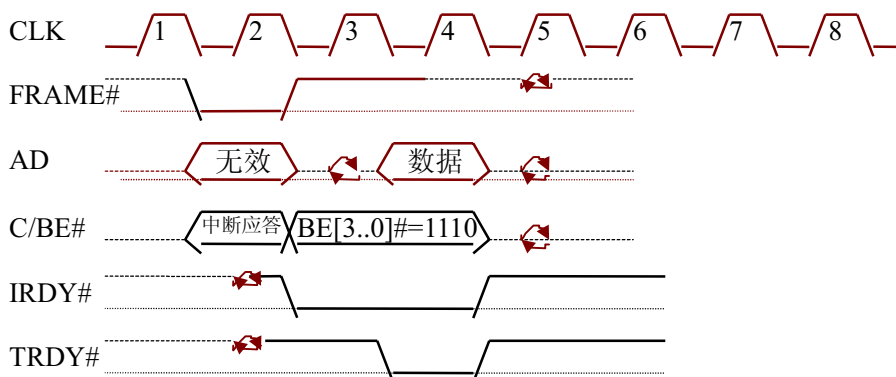 CLK 1 2 3 4 5 6 7 8
FRAME#
AD 无效 数据
C/BE# 中断应答 BE[3..0]#=1110
IRDY#
TRDY#